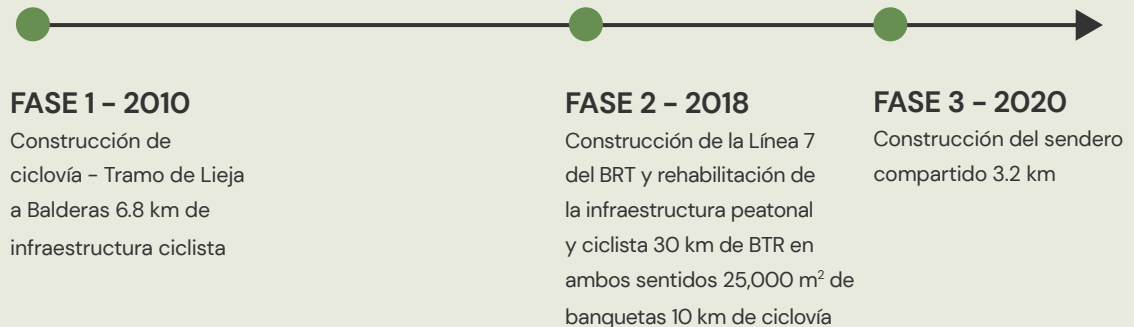 FASE 1 – 2010
Construcción de
ciclovía – Tramo de Lieja
a Balderas 6.8 km de
infraestructura ciclista
FASE 2 – 2018
Construcción de la Línea 7
del BRT y rehabilitación de
la infraestructura peatonal
y ciclista 30 km de BTR en
ambos sentidos 25,000 m² de
banquetas 10 km de ciclovía
FASE 3 – 2020
Construcción del sendero
compartido 3.2 km